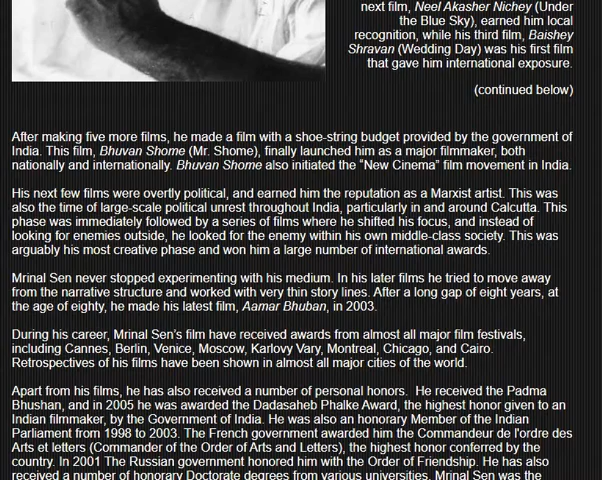 next film, Neel Akasher Nichey (Under
the Blue Sky), earned him local
recognition, while his third film, Baishey
Shravan (Wedding Day) was his first film
that gave him international exposure.
(continued below)
After making five more films, he made a film with a shoe-string budget provided by the government of
India. This film, Bhuvan Shome (Mr. Shome), finally launched him as a major filmmaker, both
nationally and internationally. Bhuvan Shome also initiated the “New Cinema” film movement in India.
His next few films were overtly political, and earned him the reputation as a Marxist artist. This was
also the time of large-scale political unrest throughout India, particularly in and around Calcutta. This
phase was immediately followed by a series of films where he shifted his focus, and instead of
looking for enemies outside, he looked for the enemy within his own middle-class society. This was
arguably his most creative phase and won him a large number of international awards.
Mrinal Sen never stopped experimenting with his medium. In his later films he tried to move away
from the narrative structure and worked with very thin story lines. After a long gap of eight years, at
the age of eighty, he made his latest film, Aamar Bhuban, in 2003.
During his career, Mrinal Sen’s film have received awards from almost all major film festivals,
including Cannes, Berlin, Venice, Moscow, Karlovy Vary, Montreal, Chicago, and Cairo.
Retrospectives of his films have been shown in almost all major cities of the world.
Apart from his films, he has also received a number of personal honors. He received the Padma
Bhushan, and in 2005 he was awarded the Dadasaheb Phalke Award, the highest honor given to an
Indian filmmaker, by the Government of India. He was also an honorary Member of the Indian
Parliament from 1998 to 2003. The French government awarded him the Commandeur de l'ordre des
Arts et letters (Commander of the Order of Arts and Letters), the highest honor conferred by the
country. In 2001 The Russian government honored him with the Order of Friendship. He has also
received a number of honorary Doctorate degrees from various universities. Mrinal Sen was the